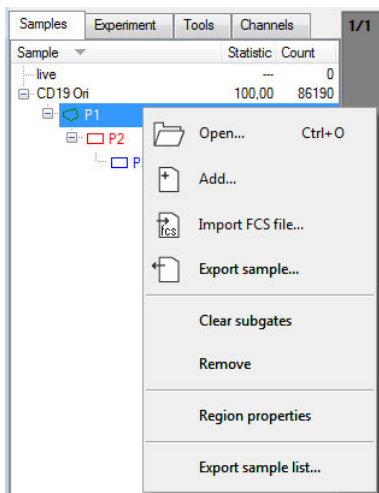 Samples Experiment Tools Channels 1/1
Sample Statistic Count
live --- 0
CD19 Ori 100,00 86190
P1
P2
P
Open... Ctrl+O
Add...
fcs Import FCS file...
Export sample...
Clear subgates
Remove
Region properties
Export sample list...